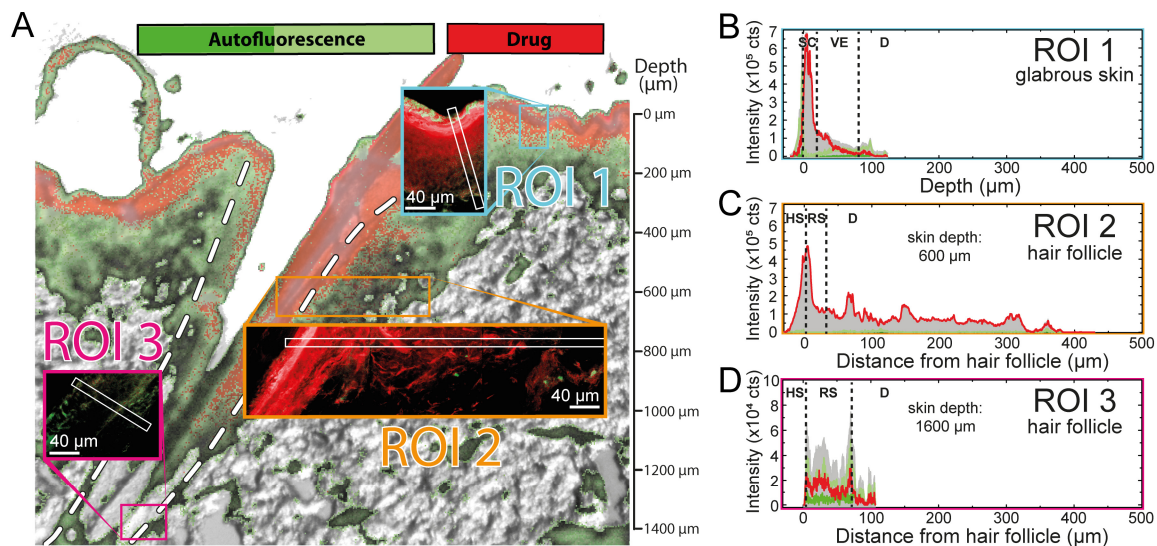 A
Autofluorescence
Drug
Depth
(µm)
0 µm
200 µm
400 µm
600 µm
800 µm
1000 µm
1200 µm
1400 µm
ROI 1
40 µm
ROI 2
40 µm
ROI 3
40 µm
B
Intensity (x10⁵ cts)
7
6
5
4
3
2
1
0
SC VE D
ROI 1
glabrous skin
0 100 200 300 400 500
Depth (µm)
C
Intensity (x10⁵ cts)
7
6
5
4
3
2
1
0
HS RS D
skin depth:
600 µm
ROI 2
hair follicle
0 100 200 300 400 500
Distance from hair follicle (µm)
D
Intensity (x10⁴ cts)
10
8
6
4
2
0
HS RS D
skin depth:
1600 µm
ROI 3
hair follicle
0 100 200 300 400 500
Distance from hair follicle (µm)